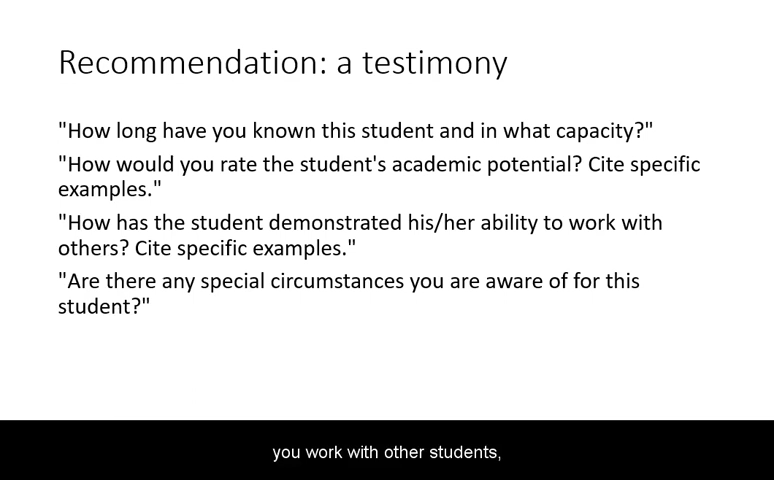 Recommendation: a testimony
"How long have you known this student and in what capacity?"
"How would you rate the student's academic potential? Cite specific
examples."
"How has the student demonstrated his/her ability to work with
others? Cite specific examples."
"Are there any special circumstances you are aware of for this
student?"
you work with other students,